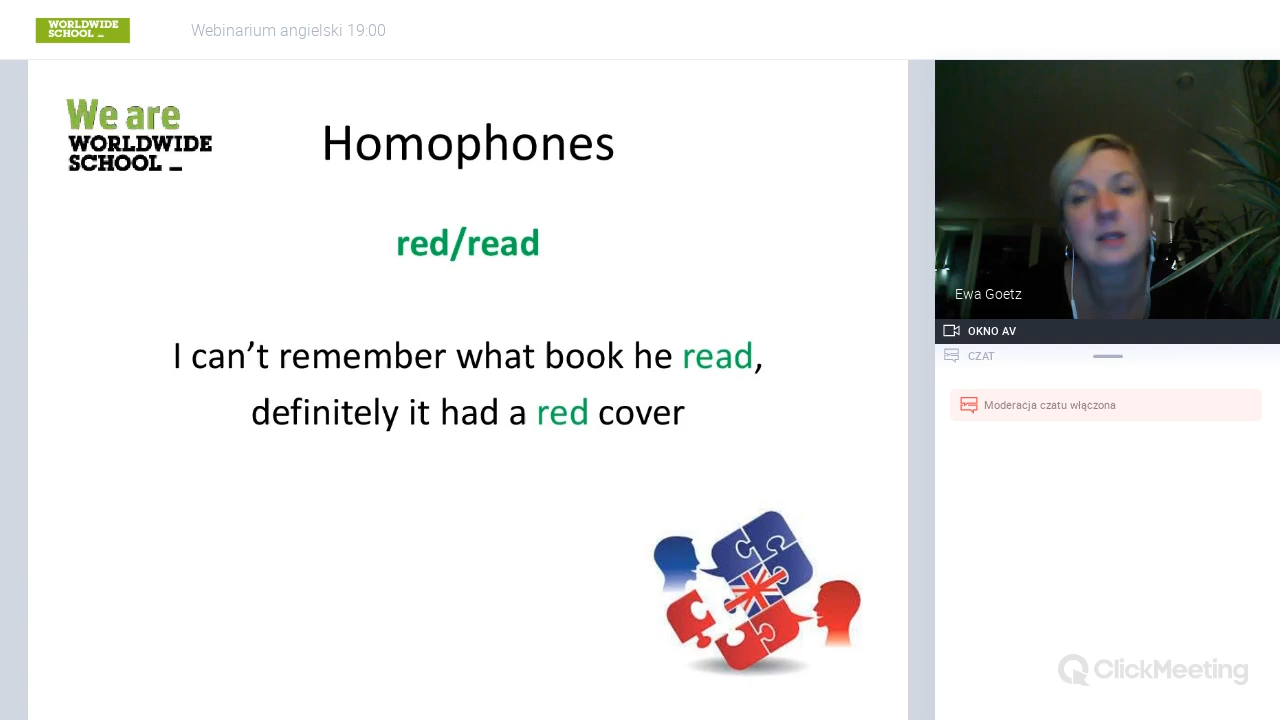 WORLDWIDE
SCHOOL _
Webinarium angielski 19:00
We are
WORLDWIDE
SCHOOL _
Homophones
red/read
I can’t remember what book he read,
definitely it had a red cover
Ewa Goetz
OKNO AV
CZAT
Moderacja czatu włączona
ClickMeeting